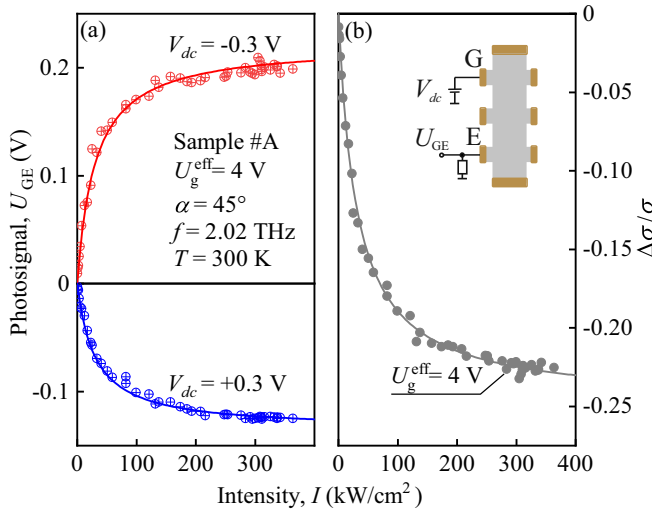 (a)
V_dc = -0.3 V
0.2
0.1
0
-0.1
Photosignal, U_GE (V)
Sample #A
U_g^eff = 4 V
α = 45°
f = 2.02 THz
T = 300 K
V_dc = +0.3 V
0 100 200 300
(b)
G
V_dc
U_GE E
U_g^eff = 4 V
0
-0.05
-0.10
-0.15
-0.20
-0.25
Δσ/σ
0 100 200 300 400
Intensity, I (kW/cm²)